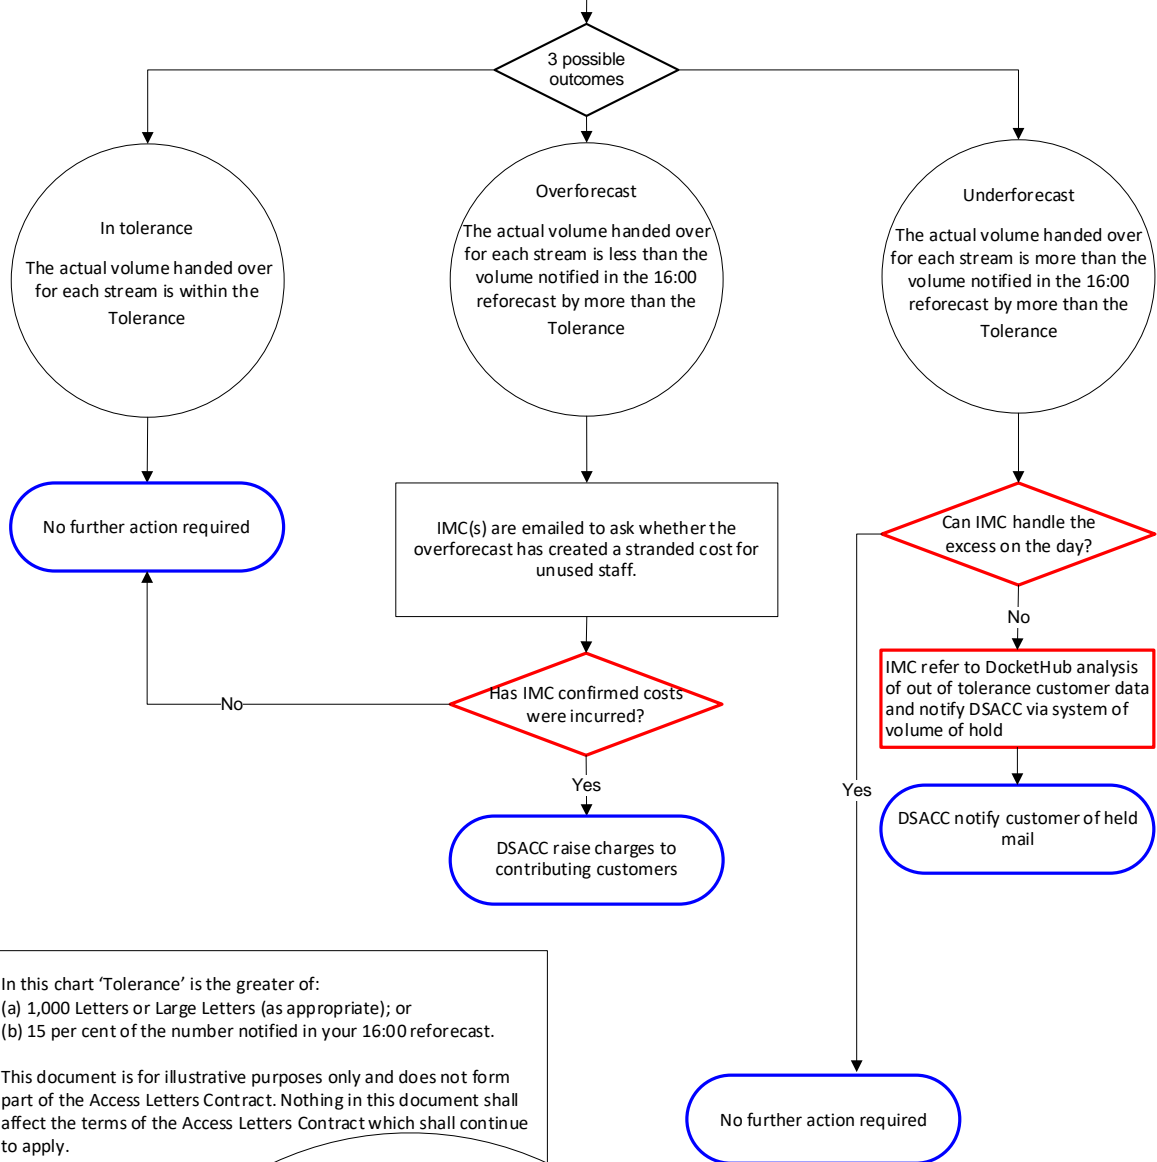 3 possible
outcomes
In tolerance
The actual volume handed over
for each stream is within the
Tolerance
Overforecast
The actual volume handed over
for each stream is less than the
volume notified in the 16:00
reforecast by more than the
Tolerance
Underforecast
The actual volume handed over
for each stream is more than the
volume notified in the 16:00
reforecast by more than the
Tolerance
No further action required
IMC(s) are emailed to ask whether the
overforecast has created a stranded cost for
unused staff.
Can IMC handle the
excess on the day?
No
IMC refer to DocketHub analysis
of out of tolerance customer data
and notify DSACC via system of
volume of hold
Has IMC confirmed costs
were incurred?
No
Yes
Yes
DSACC notify customer of held
mail
DSACC raise charges to
contributing customers
In this chart ‘Tolerance’ is the greater of:
(a) 1,000 Letters or Large Letters (as appropriate); or
(b) 15 per cent of the number notified in your 16:00 reforecast.
This document is for illustrative purposes only and does not form
part of the Access Letters Contract. Nothing in this document shall
affect the terms of the Access Letters Contract which shall continue
to apply.
No further action required